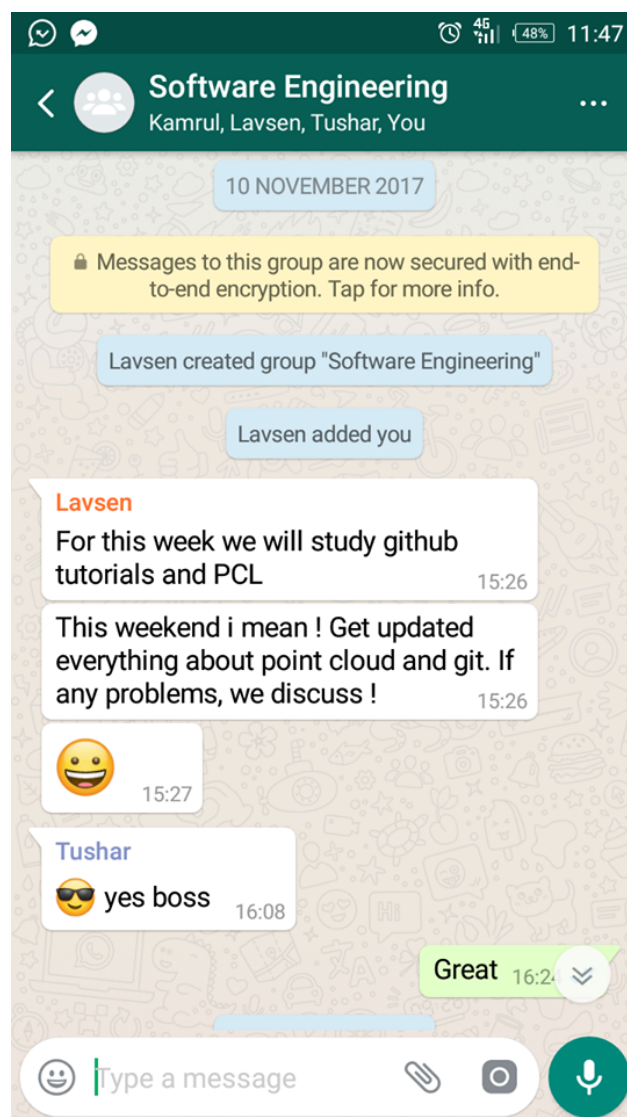 4G 48% 11:47
Software Engineering
Kamrul, Lavsen, Tushar, You
10 NOVEMBER 2017
Messages to this group are now secured with end-
to-end encryption. Tap for more info.
Lavsen created group "Software Engineering"
Lavsen added you
Lavsen
For this week we will study github
tutorials and PCL
15:26
This weekend i mean ! Get updated
everything about point cloud and git. If
any problems, we discuss !
15:26
15:27
Tushar
yes boss
16:08
Great
Type a message